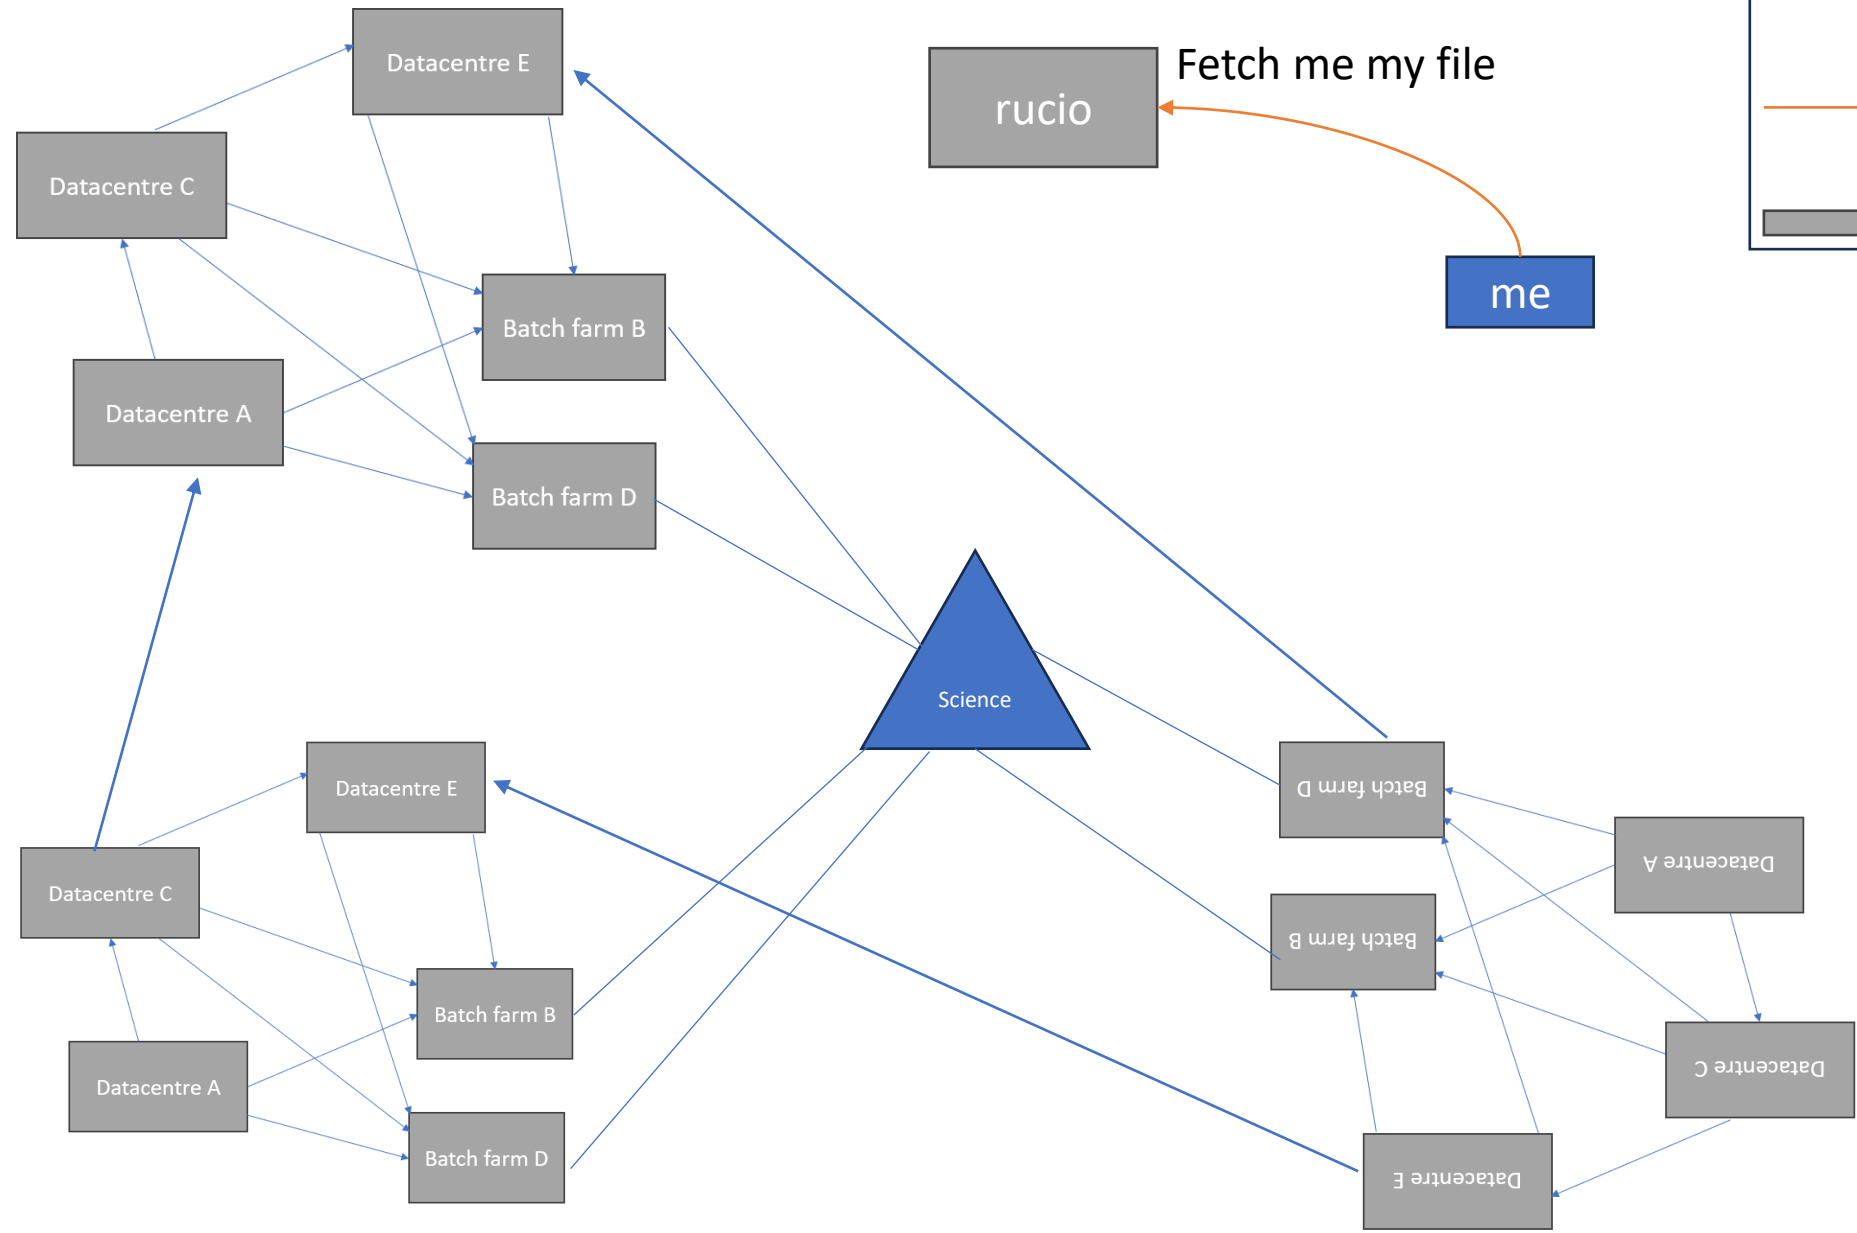 Datacentre E
Fetch me my file
rucio
Datacentre C
me
Batch farm B
Datacentre A
Batch farm D
Science
Datacentre E
Batch farm D
Datacentre A
Datacentre C
Batch farm B
Batch farm B
Datacentre C
Datacentre A
Batch farm D
Datacentre E